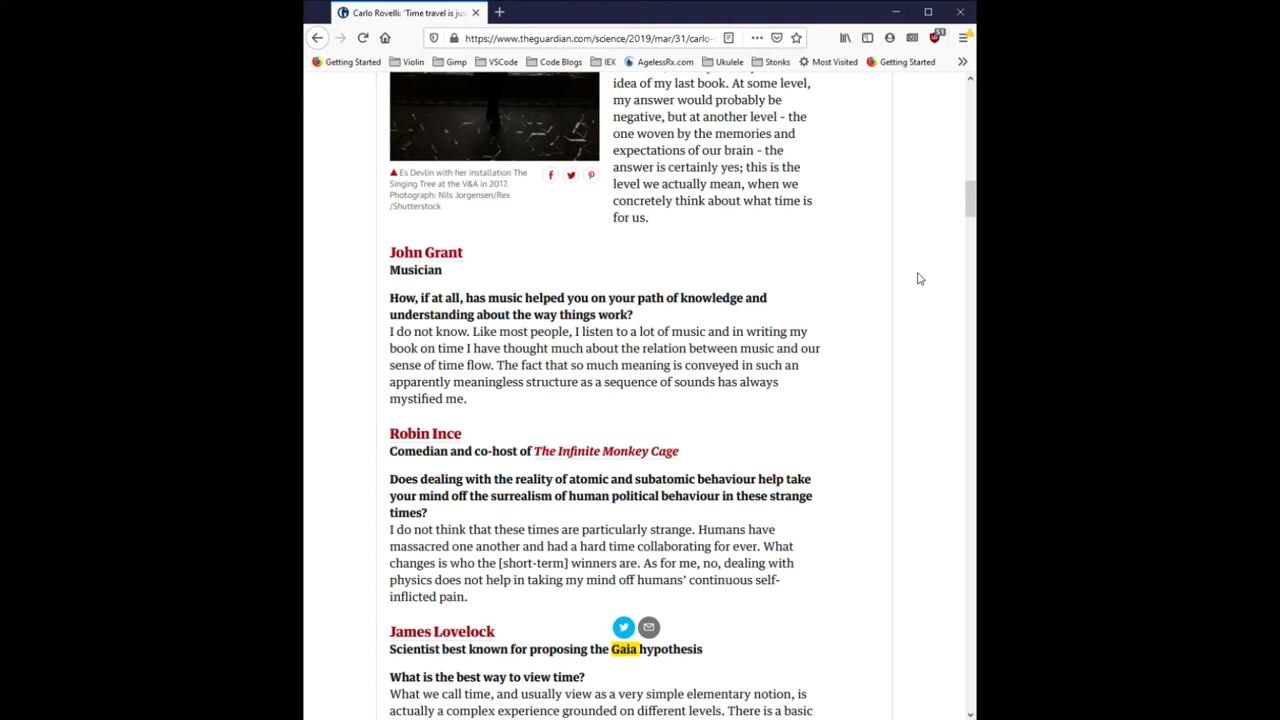 Carlo Rovelli: 'Time travel is jus
https://www.theguardian.com/science/2019/mar/31/carlo-
51
Getting Started
Violin
Gimp
VSCode
Code Blogs
IEX
AgelessRx.com
Ukulele
Stonks
Most Visited
Getting Started
idea of my last book. At some level,
my answer would probably be
negative, but at another level – the
one woven by the memories and
expectations of our brain – the
answer is certainly yes; this is the
level we actually mean, when we
concretely think about what time is
for us.
Es Devlin with her installation The
Singing Tree at the V&A in 2017.
Photograph: Nils Jorgensen/Rex
/Shutterstock
John Grant
Musician
How, if at all, has music helped you on your path of knowledge and
understanding about the way things work?
I do not know. Like most people, I listen to a lot of music and in writing my
book on time I have thought much about the relation between music and our
sense of time flow. The fact that so much meaning is conveyed in such an
apparently meaningless structure as a sequence of sounds has always
mystified me.
Robin Ince
Comedian and co-host of The Infinite Monkey Cage
Does dealing with the reality of atomic and subatomic behaviour help take
your mind off the surrealism of human political behaviour in these strange
times?
I do not think that these times are particularly strange. Humans have
massacred one another and had a hard time collaborating for ever. What
changes is who the [short-term] winners are. As for me, no, dealing with
physics does not help in taking my mind off humans' continuous self-
inflicted pain.
James Lovelock
Scientist best known for proposing the Gaia hypothesis
What is the best way to view time?
What we call time, and usually view as a very simple elementary notion, is
actually a complex experience grounded on different levels. There is a basic